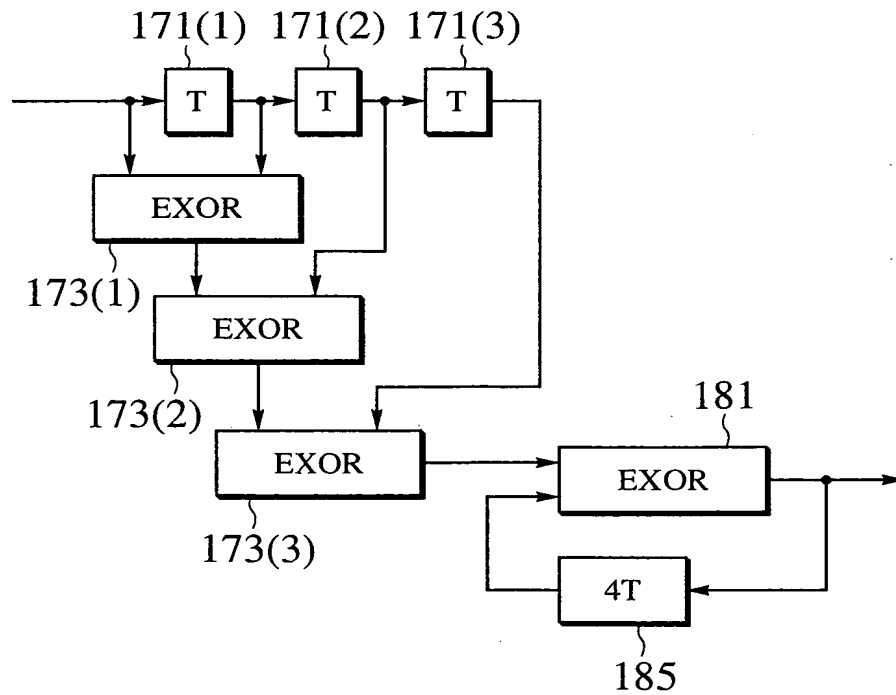 171(1) 171(2) 171(3)
T T T
EXOR
173(1)
EXOR
173(2)
181
EXOR EXOR
173(3)
4T
185